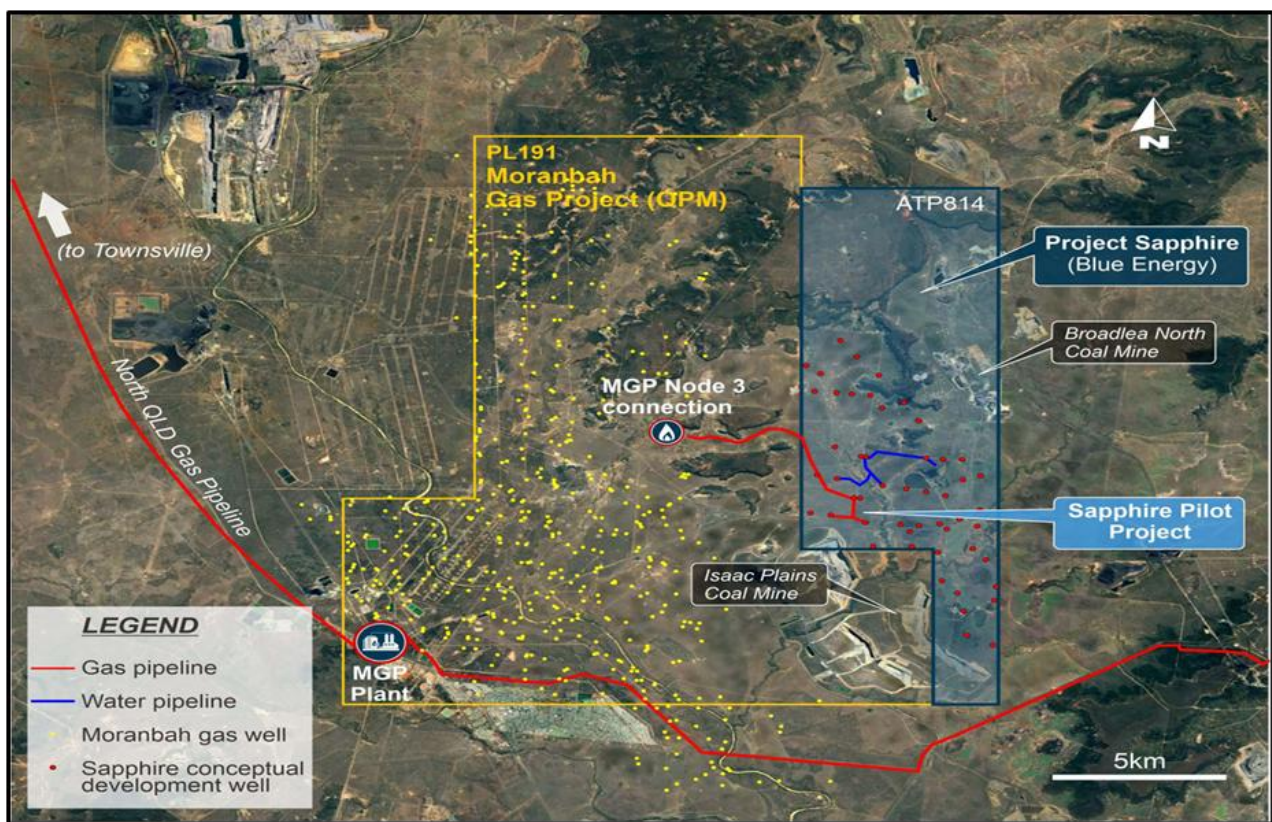 PL191
Moranbah
Gas Project (QPM)
ATP814
Project Sapphire
(Blue Energy)
Broadlea North
Coal Mine
N
(to Townsville)
North QLD Gas Pipeline
MGP Node 3
connection
Sapphire Pilot
Project
Isaac Plains
Coal Mine
MGP
Plant
LEGEND
Gas pipeline
Water pipeline
Moranbah gas well
Sapphire conceptual
development well
5km